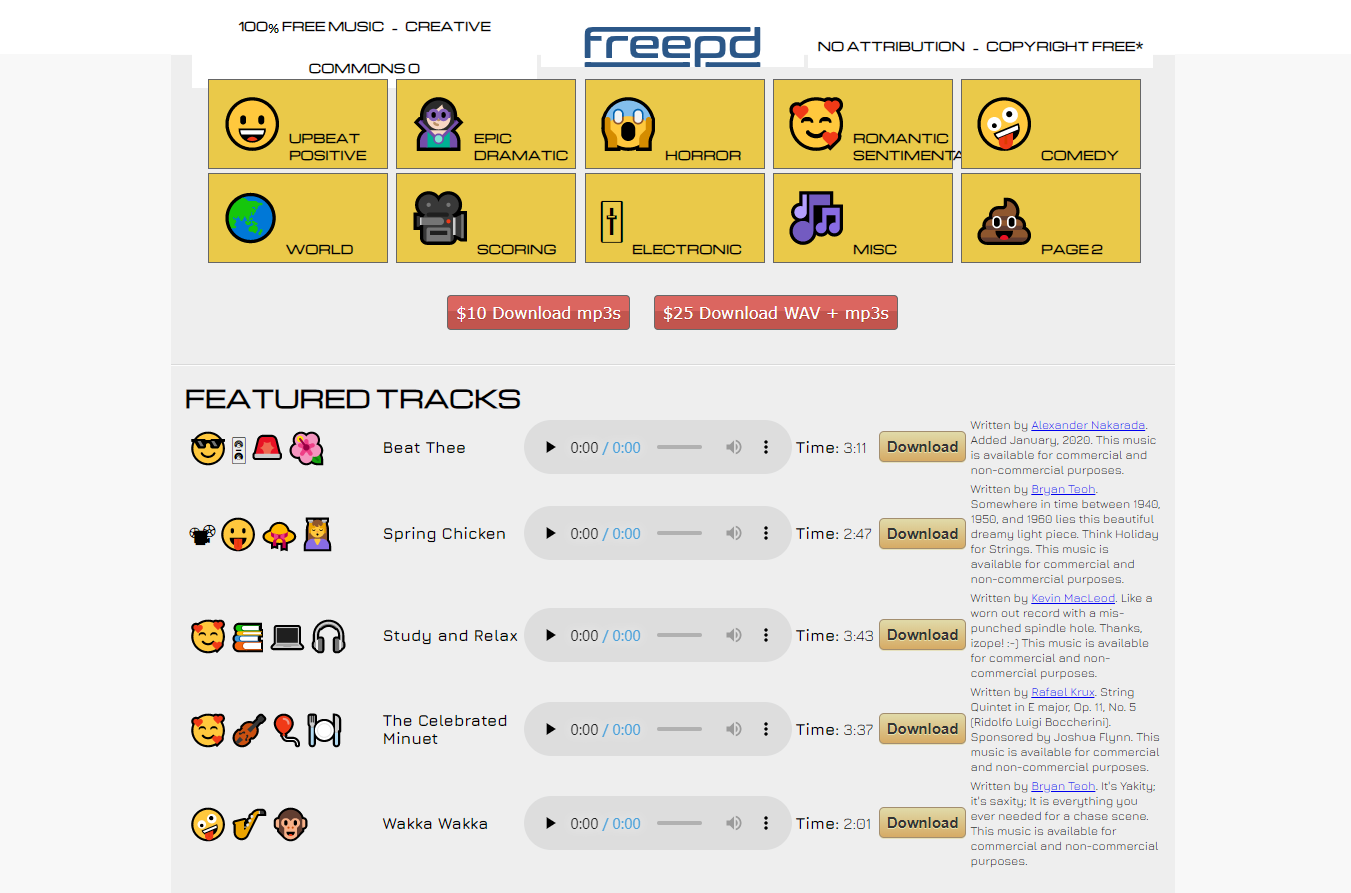 100% FREE MUSIC - CREATIVE
COMMONS 0
freepd
NO ATTRIBUTION - COPYRIGHT FREE*
UPBEAT
POSITIVE
EPIC
DRAMATIC
HORROR
ROMANTIC
SENTIMENTA
COMEDY
WORLD
SCORING
ELECTRONIC
MISC
PAGE 2
$10 Download mp3s
$25 Download WAV + mp3s
FEATURED TRACKS
Beat Thee
0:00 / 0:00
Time: 3:11
Download
Written by Alexander Nakarada.
Added January, 2020. This music
is available for commercial and
non-commercial purposes.
Spring Chicken
0:00 / 0:00
Time: 2:47
Download
Written by Bryan Teoh.
Somewhere in time between 1940,
1950, and 1960 lies this beautiful
dreamy light piece. Think Holiday
for Strings. This music is
available for commercial and
non-commercial purposes.
Study and Relax
0:00 / 0:00
Time: 3:43
Download
Written by Kevin MacLeod. Like a
worn out record with a mis-
punched spindle hole. Thanks,
izope! :-) This music is available
for commercial and non-
commercial purposes.
The Celebrated
Minuet
0:00 / 0:00
Time: 3:37
Download
Written by Rafael Krux. String
Quintet in E major, Op. 11, No. 5
(Ridolfo Luigi Boccherini).
Sponsored by Joshua Flynn. This
music is available for commercial
and non-commercial purposes.
Wakka Wakka
0:00 / 0:00
Time: 2:01
Download
Written by Bryan Teoh. It's Yakity;
it's saxity; It is everything you
ever needed for a chase scene.
This music is available for
commercial and non-commercial
purposes.